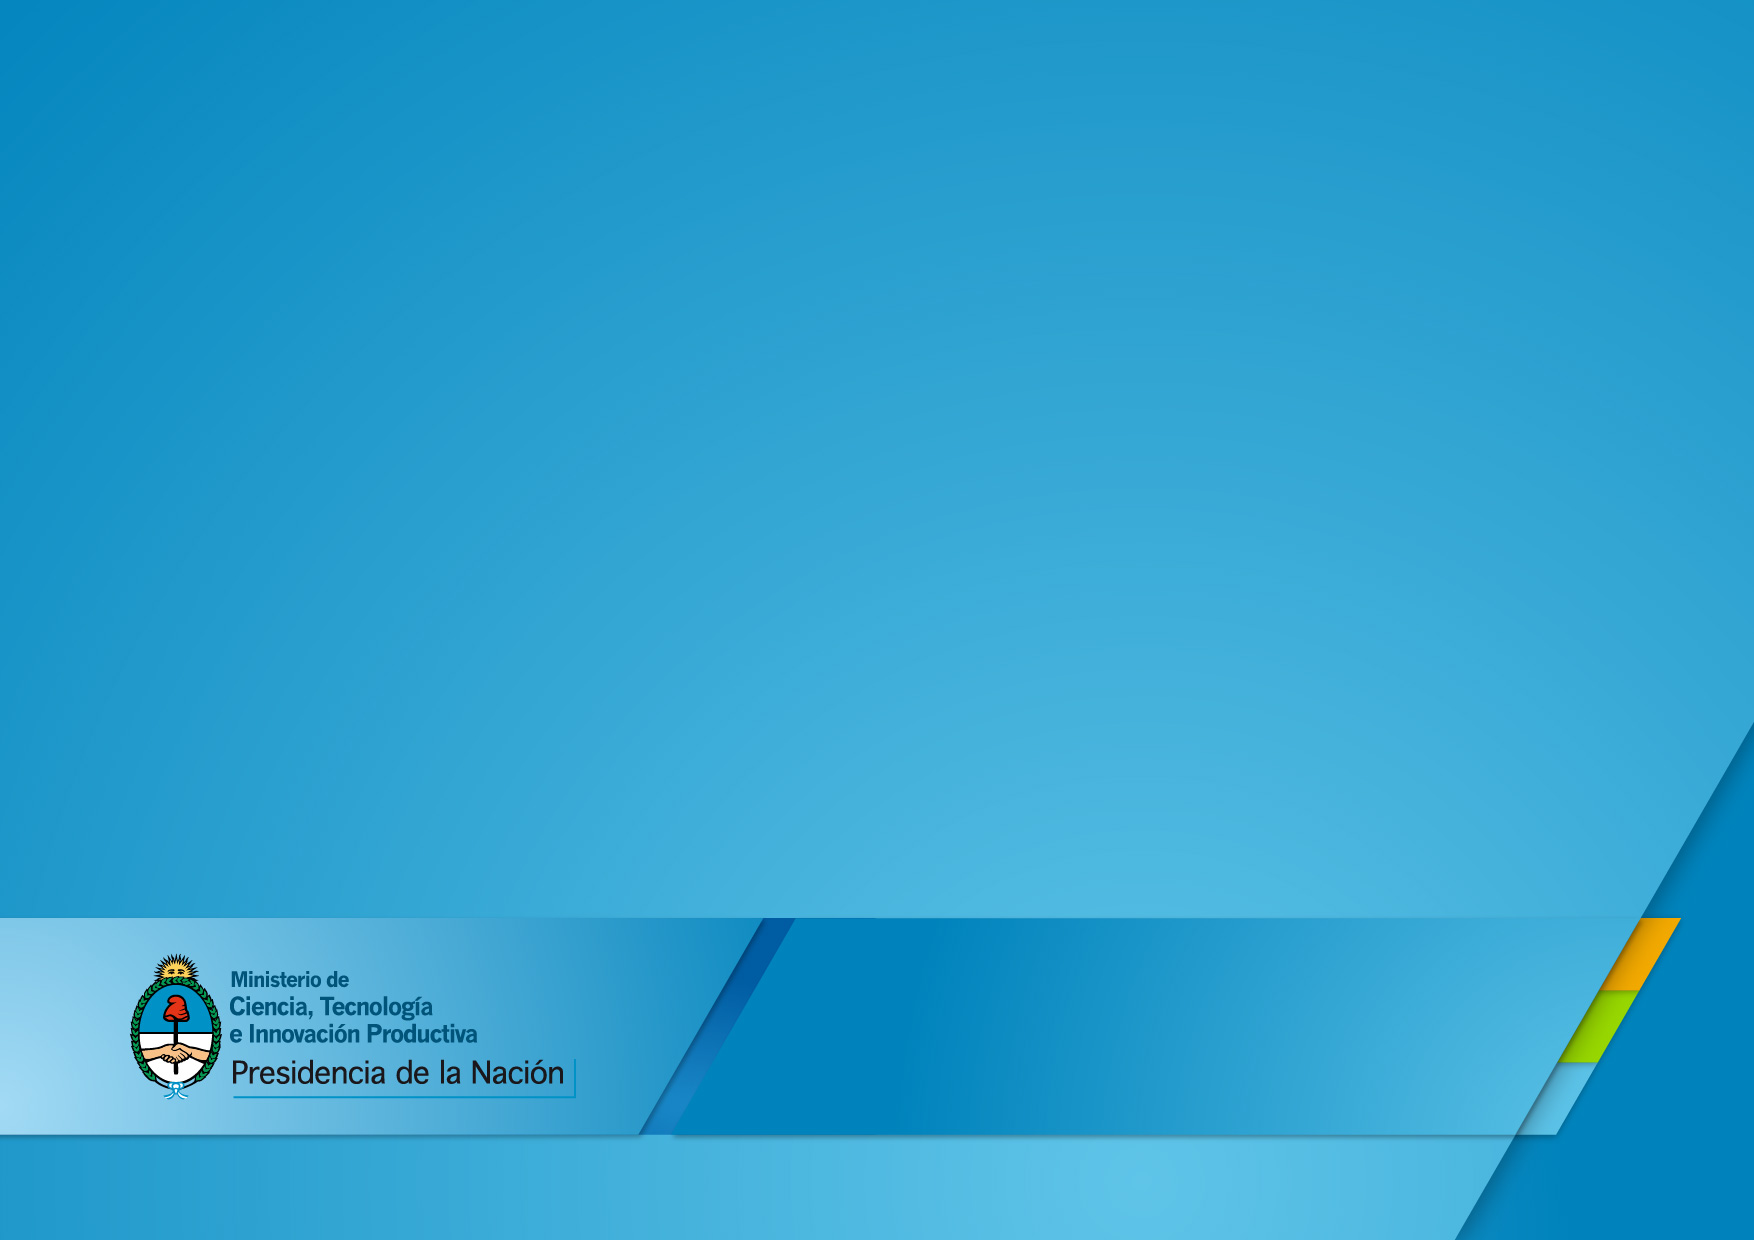 Ministerio de
Ciencia, Tecnología
e Innovación Productiva
Presidencia de la Nación